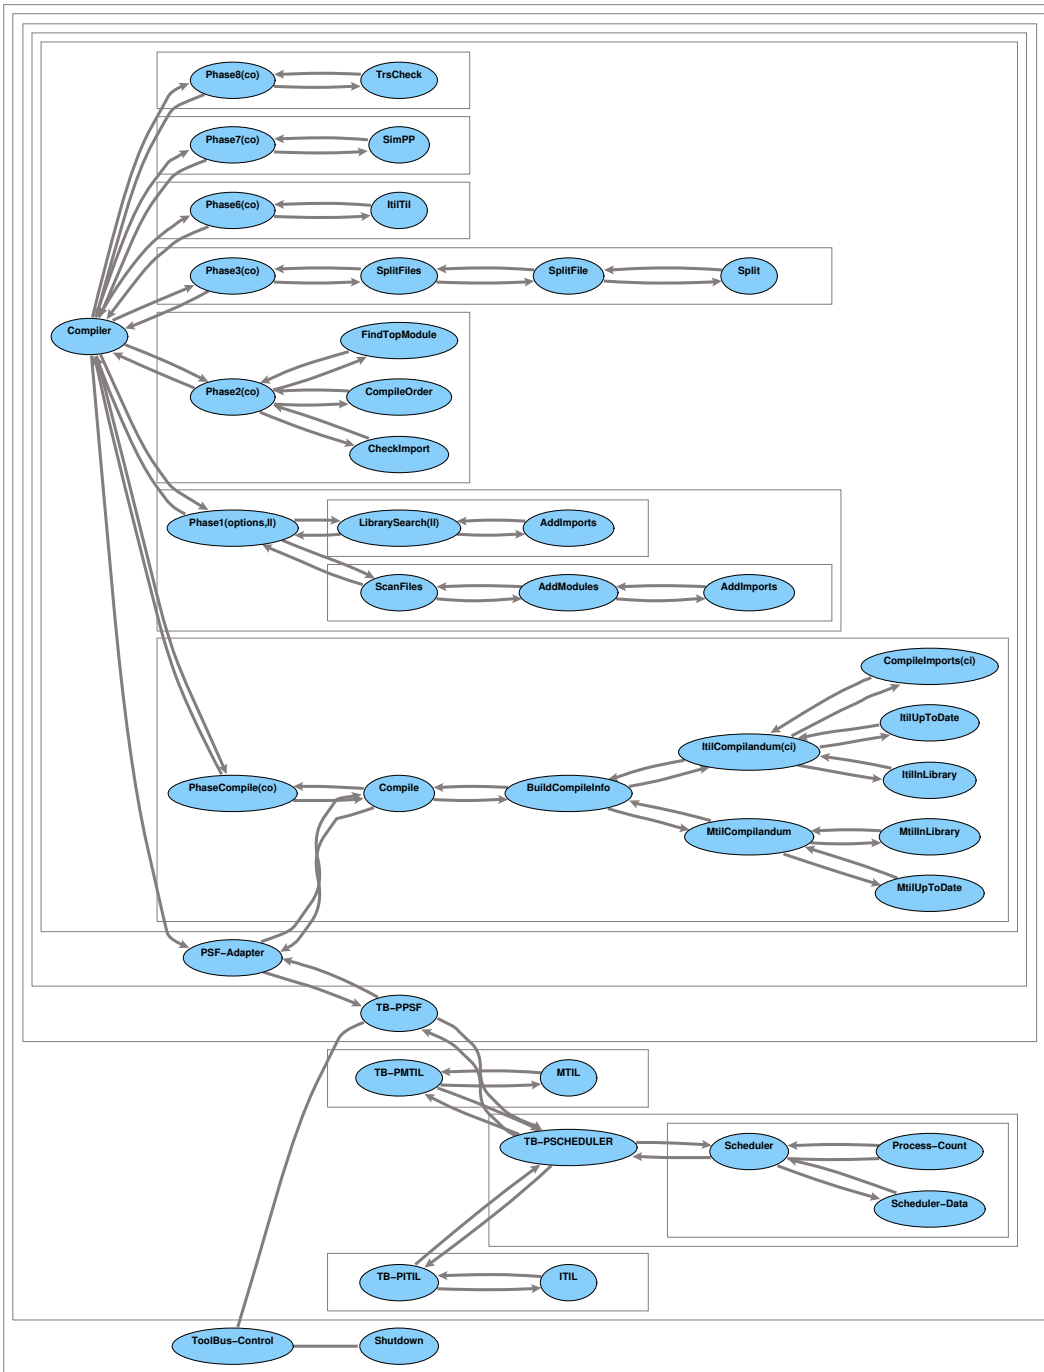 Phase8(co)
TrsCheck
Phase7(co)
SimPP
Phase6(co)
ItilTil
Phase3(co)
SplitFiles
SplitFile
Split
Compiler
FindTopModule
Phase2(co)
CompileOrder
CheckImport
Phase1(options,ll)
LibrarySearch(ll)
AddImports
ScanFiles
AddModules
AddImports
CompileImports(ci)
ItilUpToDate
ItilCompilandum(ci)
ItilInLibrary
PhaseCompile(co)
Compile
BuildCompileInfo
MtilCompilandum
MtilInLibrary
MtilUpToDate
PSF-Adapter
TB-PPSF
TB-PMTIL
MTIL
TB-PSCHEDULER
Scheduler
Process-Count
Scheduler-Data
TB-PITIL
ITIL
ToolBus-Control
Shutdown